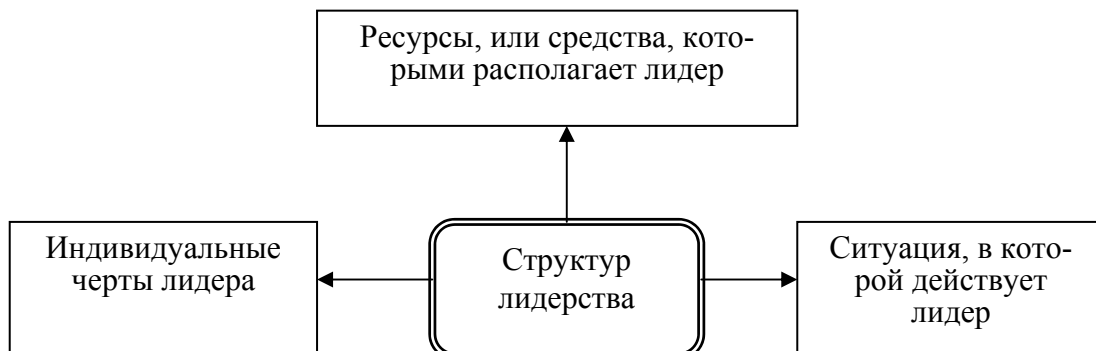 Ресурсы, или средства, кото-
рыми располагает лидер
Индивидуальные
черты лидера
Структур
лидерства
Ситуация, в кото-
рой действует
лидер